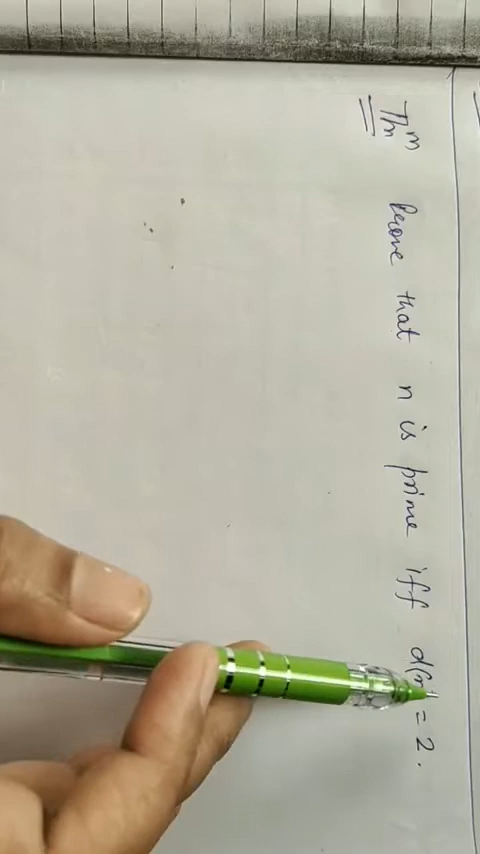 Thm Prove that n is prime iff d(n) = 2.